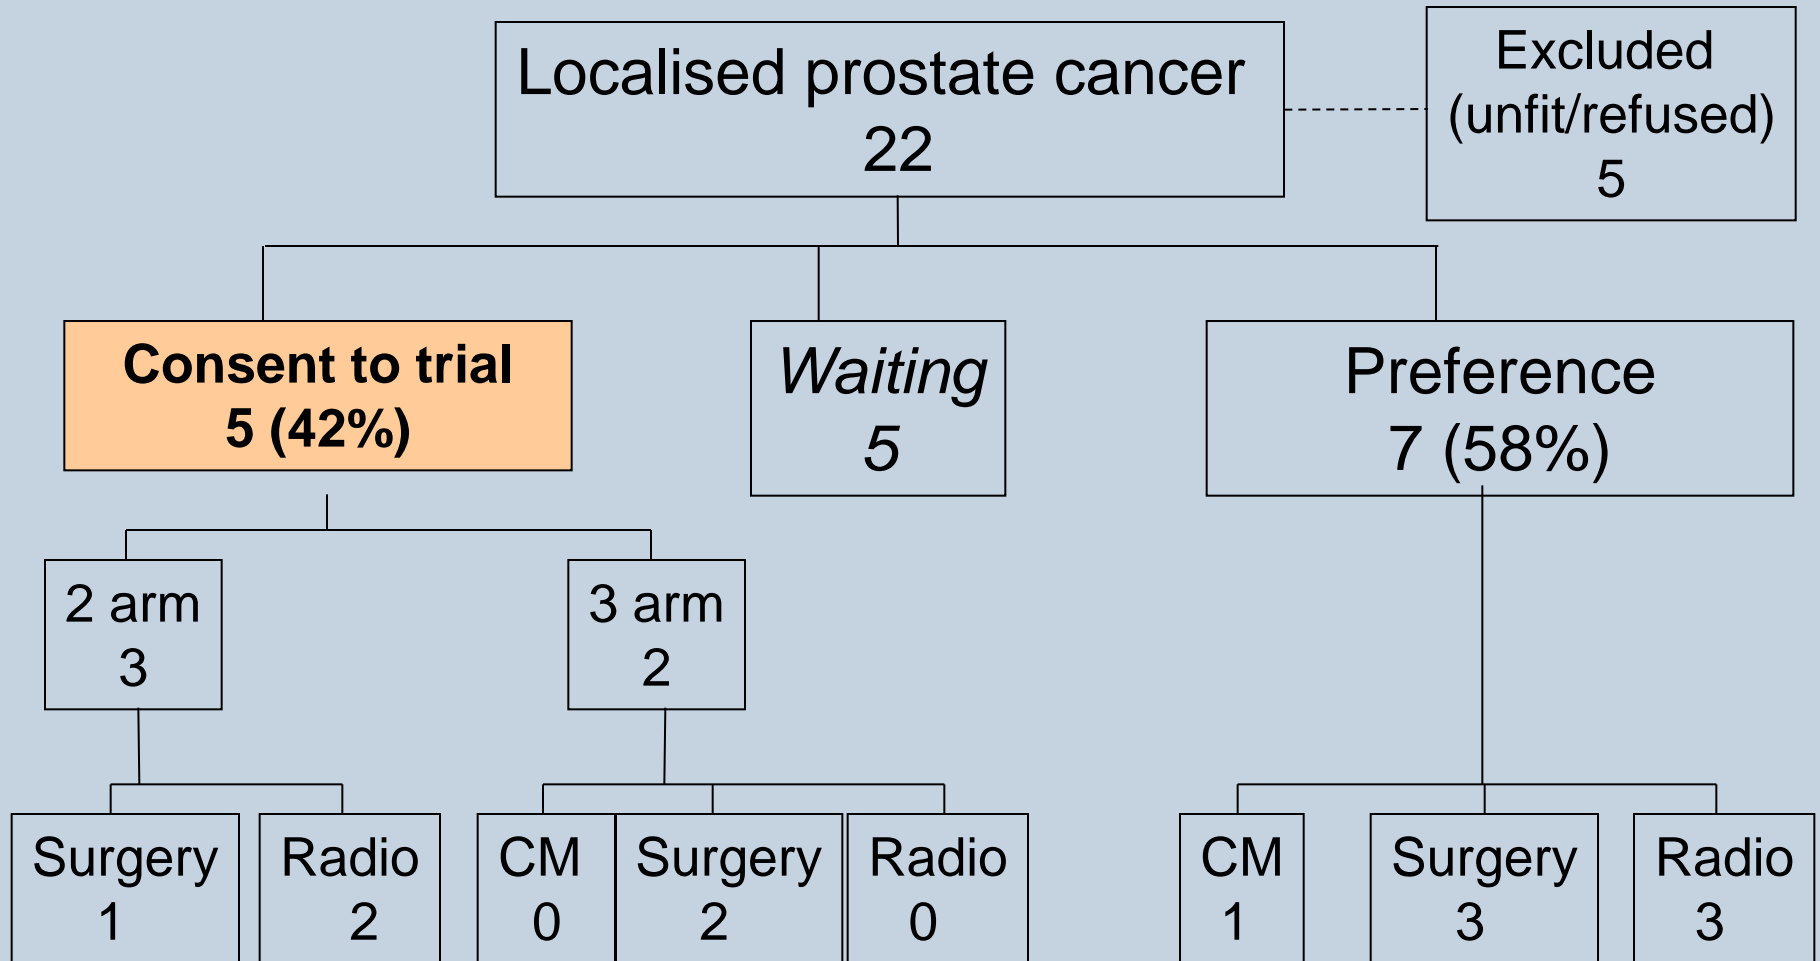 Localised prostate cancer
22
Excluded
(unfit/refused)
5
Consent to trial
5 (42%)
Waiting
5
Preference
7 (58%)
2 arm
3
3 arm
2
Surgery
1
Radio
2
CM
0
Surgery
2
Radio
0
CM
1
Surgery
3
Radio
3